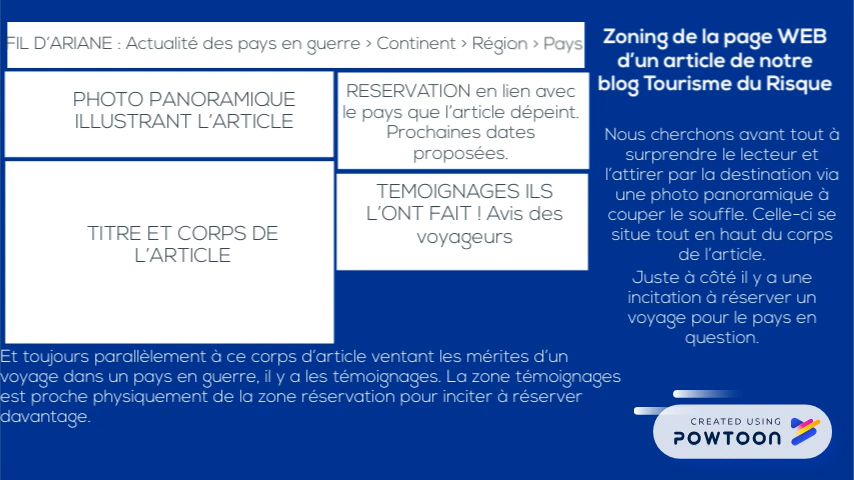 FIL D'ARIANE : Actualité des pays en guerre > Continent > Région > Pays
PHOTO PANORAMIQUE
ILLUSTRANT L'ARTICLE
RESERVATION en lien avec
le pays que l'article dépeint.
Prochaines dates
proposées.
TITRE ET CORPS DE
L'ARTICLE
TEMOIGNAGES ILS
L'ONT FAIT ! Avis des
voyageurs
Et toujours parallèlement à ce corps d'article ventant les mérites d'un
voyage dans un pays en guerre, il y a les témoignages. La zone témoignages
est proche physiquement de la zone réservation pour inciter à réserver
davantage.
Zoning de la page WEB
d'un article de notre
blog Tourisme du Risque
Nous cherchons avant tout à
surprendre le lecteur et
l'attirer par la destination via
une photo panoramique à
couper le souffle. Celle-ci se
situe tout en haut du corps
de l'article.
Juste à côté il y a une
incitation à réserver un
voyage pour le pays en
question.
CREATED USING
POWTOON